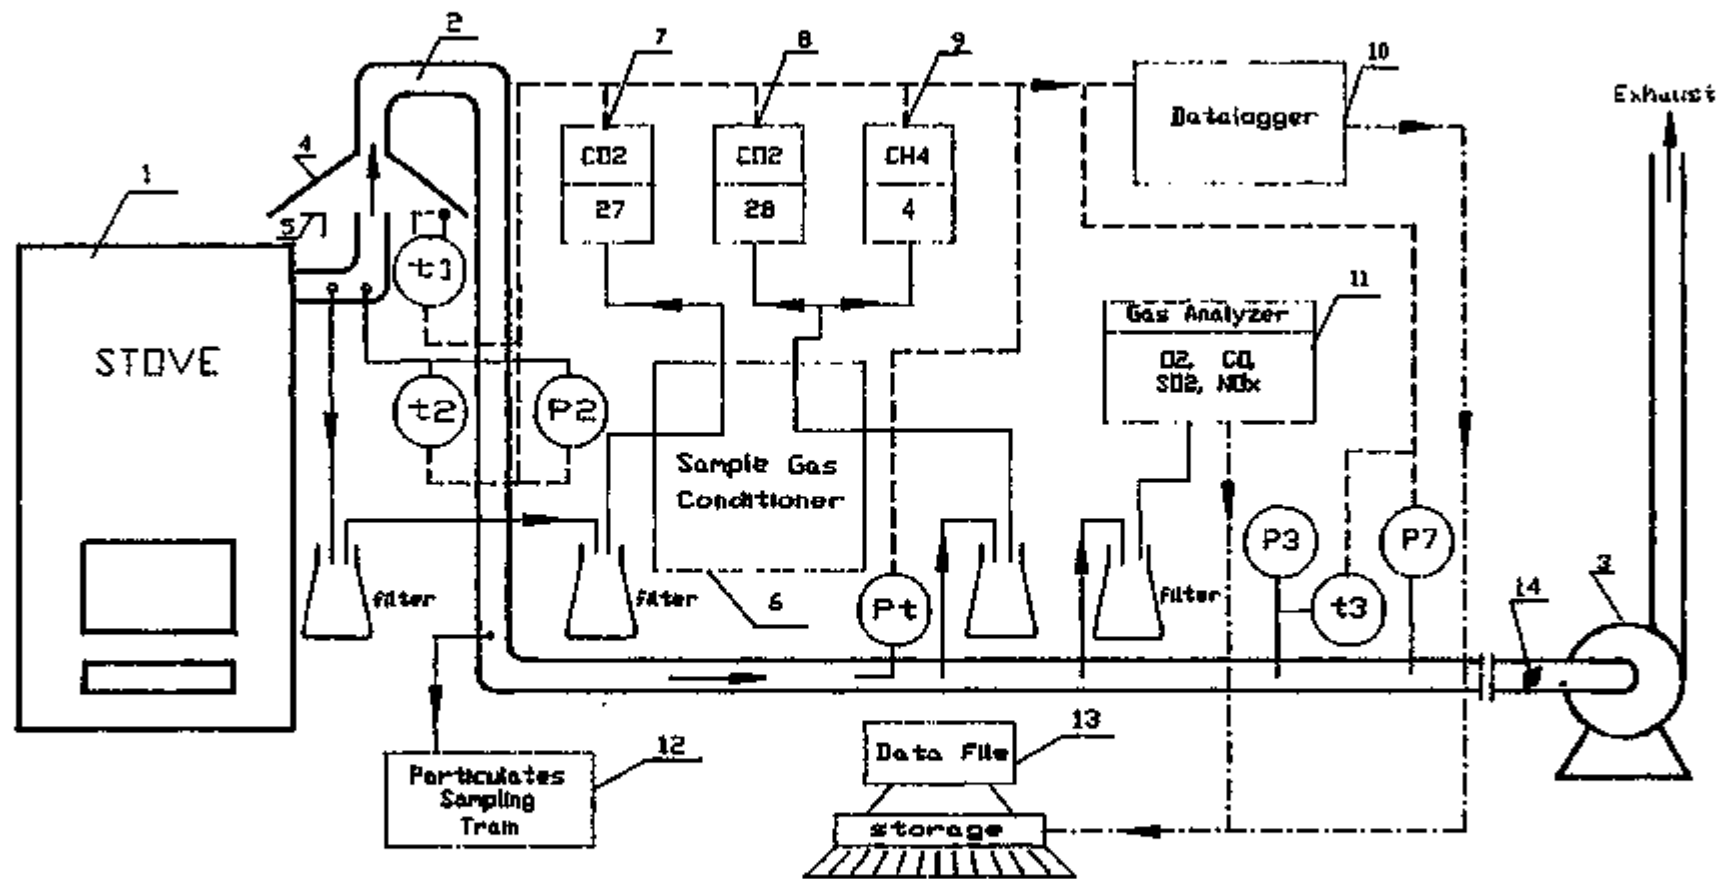 2
7
8
9
10
Exhaust
Datalogger
4
1
CO2
CO2
CH4
27
28
4
5
t1
11
Gas Analyzer
O2, CO,
SO2, NOx
STOVE
t2
P2
Sample Gas
Conditioner
P3
P7
filter
filter
6
Pt
filter
t3
14
3
12
13
Data File
Particulates
Sampling
Train
storage